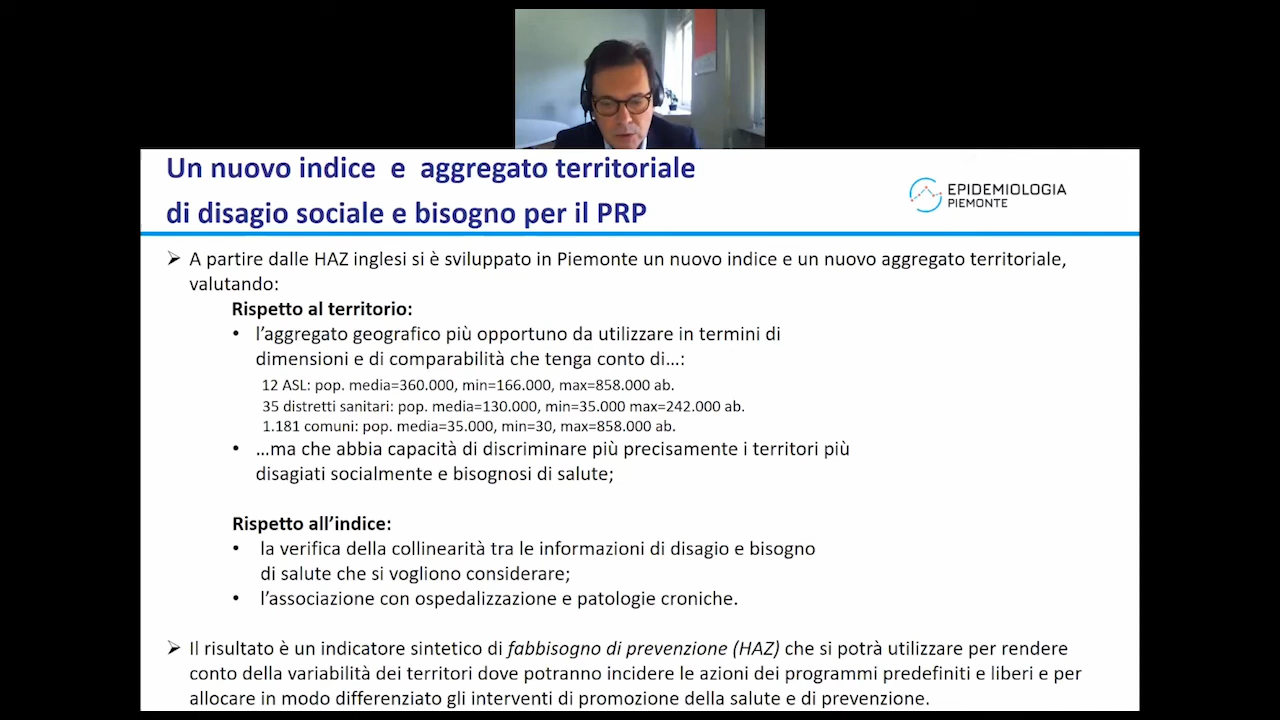 Un nuovo indice e aggregato territoriale
di disagio sociale e bisogno per il PRP
EPIDEMIOLOGIA
PIEMONTE
A partire dalle HAZ inglesi si è sviluppato in Piemonte un nuovo indice e un nuovo aggregato territoriale,
valutando:
Rispetto al territorio:
• l’aggregato geografico più opportuno da utilizzare in termini di
dimensioni e di comparabilità che tenga conto di…:
12 ASL: pop. media=360.000, min=166.000, max=858.000 ab.
35 distretti sanitari: pop. media=130.000, min=35.000 max=242.000 ab.
1.181 comuni: pop. media=35.000, min=30, max=858.000 ab.
• …ma che abbia capacità di discriminare più precisamente i territori più
disagiati socialmente e bisognosi di salute;
Rispetto all’indice:
• la verifica della collinearità tra le informazioni di disagio e bisogno
di salute che si vogliono considerare;
• l’associazione con ospedalizzazione e patologie croniche.
Il risultato è un indicatore sintetico di fabbisogno di prevenzione (HAZ) che si potrà utilizzare per rendere
conto della variabilità dei territori dove potranno incidere le azioni dei programmi predefiniti e liberi e per
allocare in modo differenziato gli interventi di promozione della salute e di prevenzione.